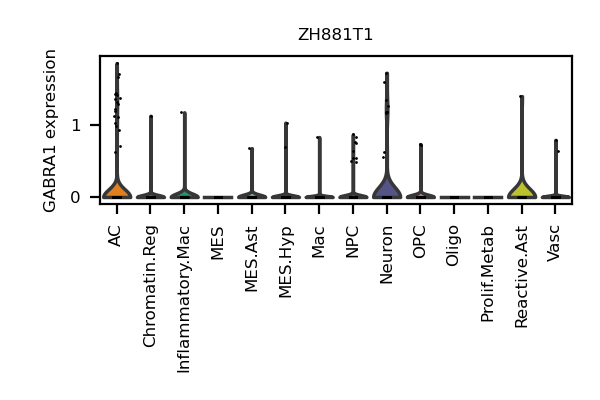 ZH881T1
GABRA1 expression
1
0
AC
Chromatin.Reg
Inflammatory.Mac
MES
MES.Ast
MES.Hyp
Mac
NPC
Neuron
OPC
Oligo
Prolif.Metab
Reactive.Ast
Vasc